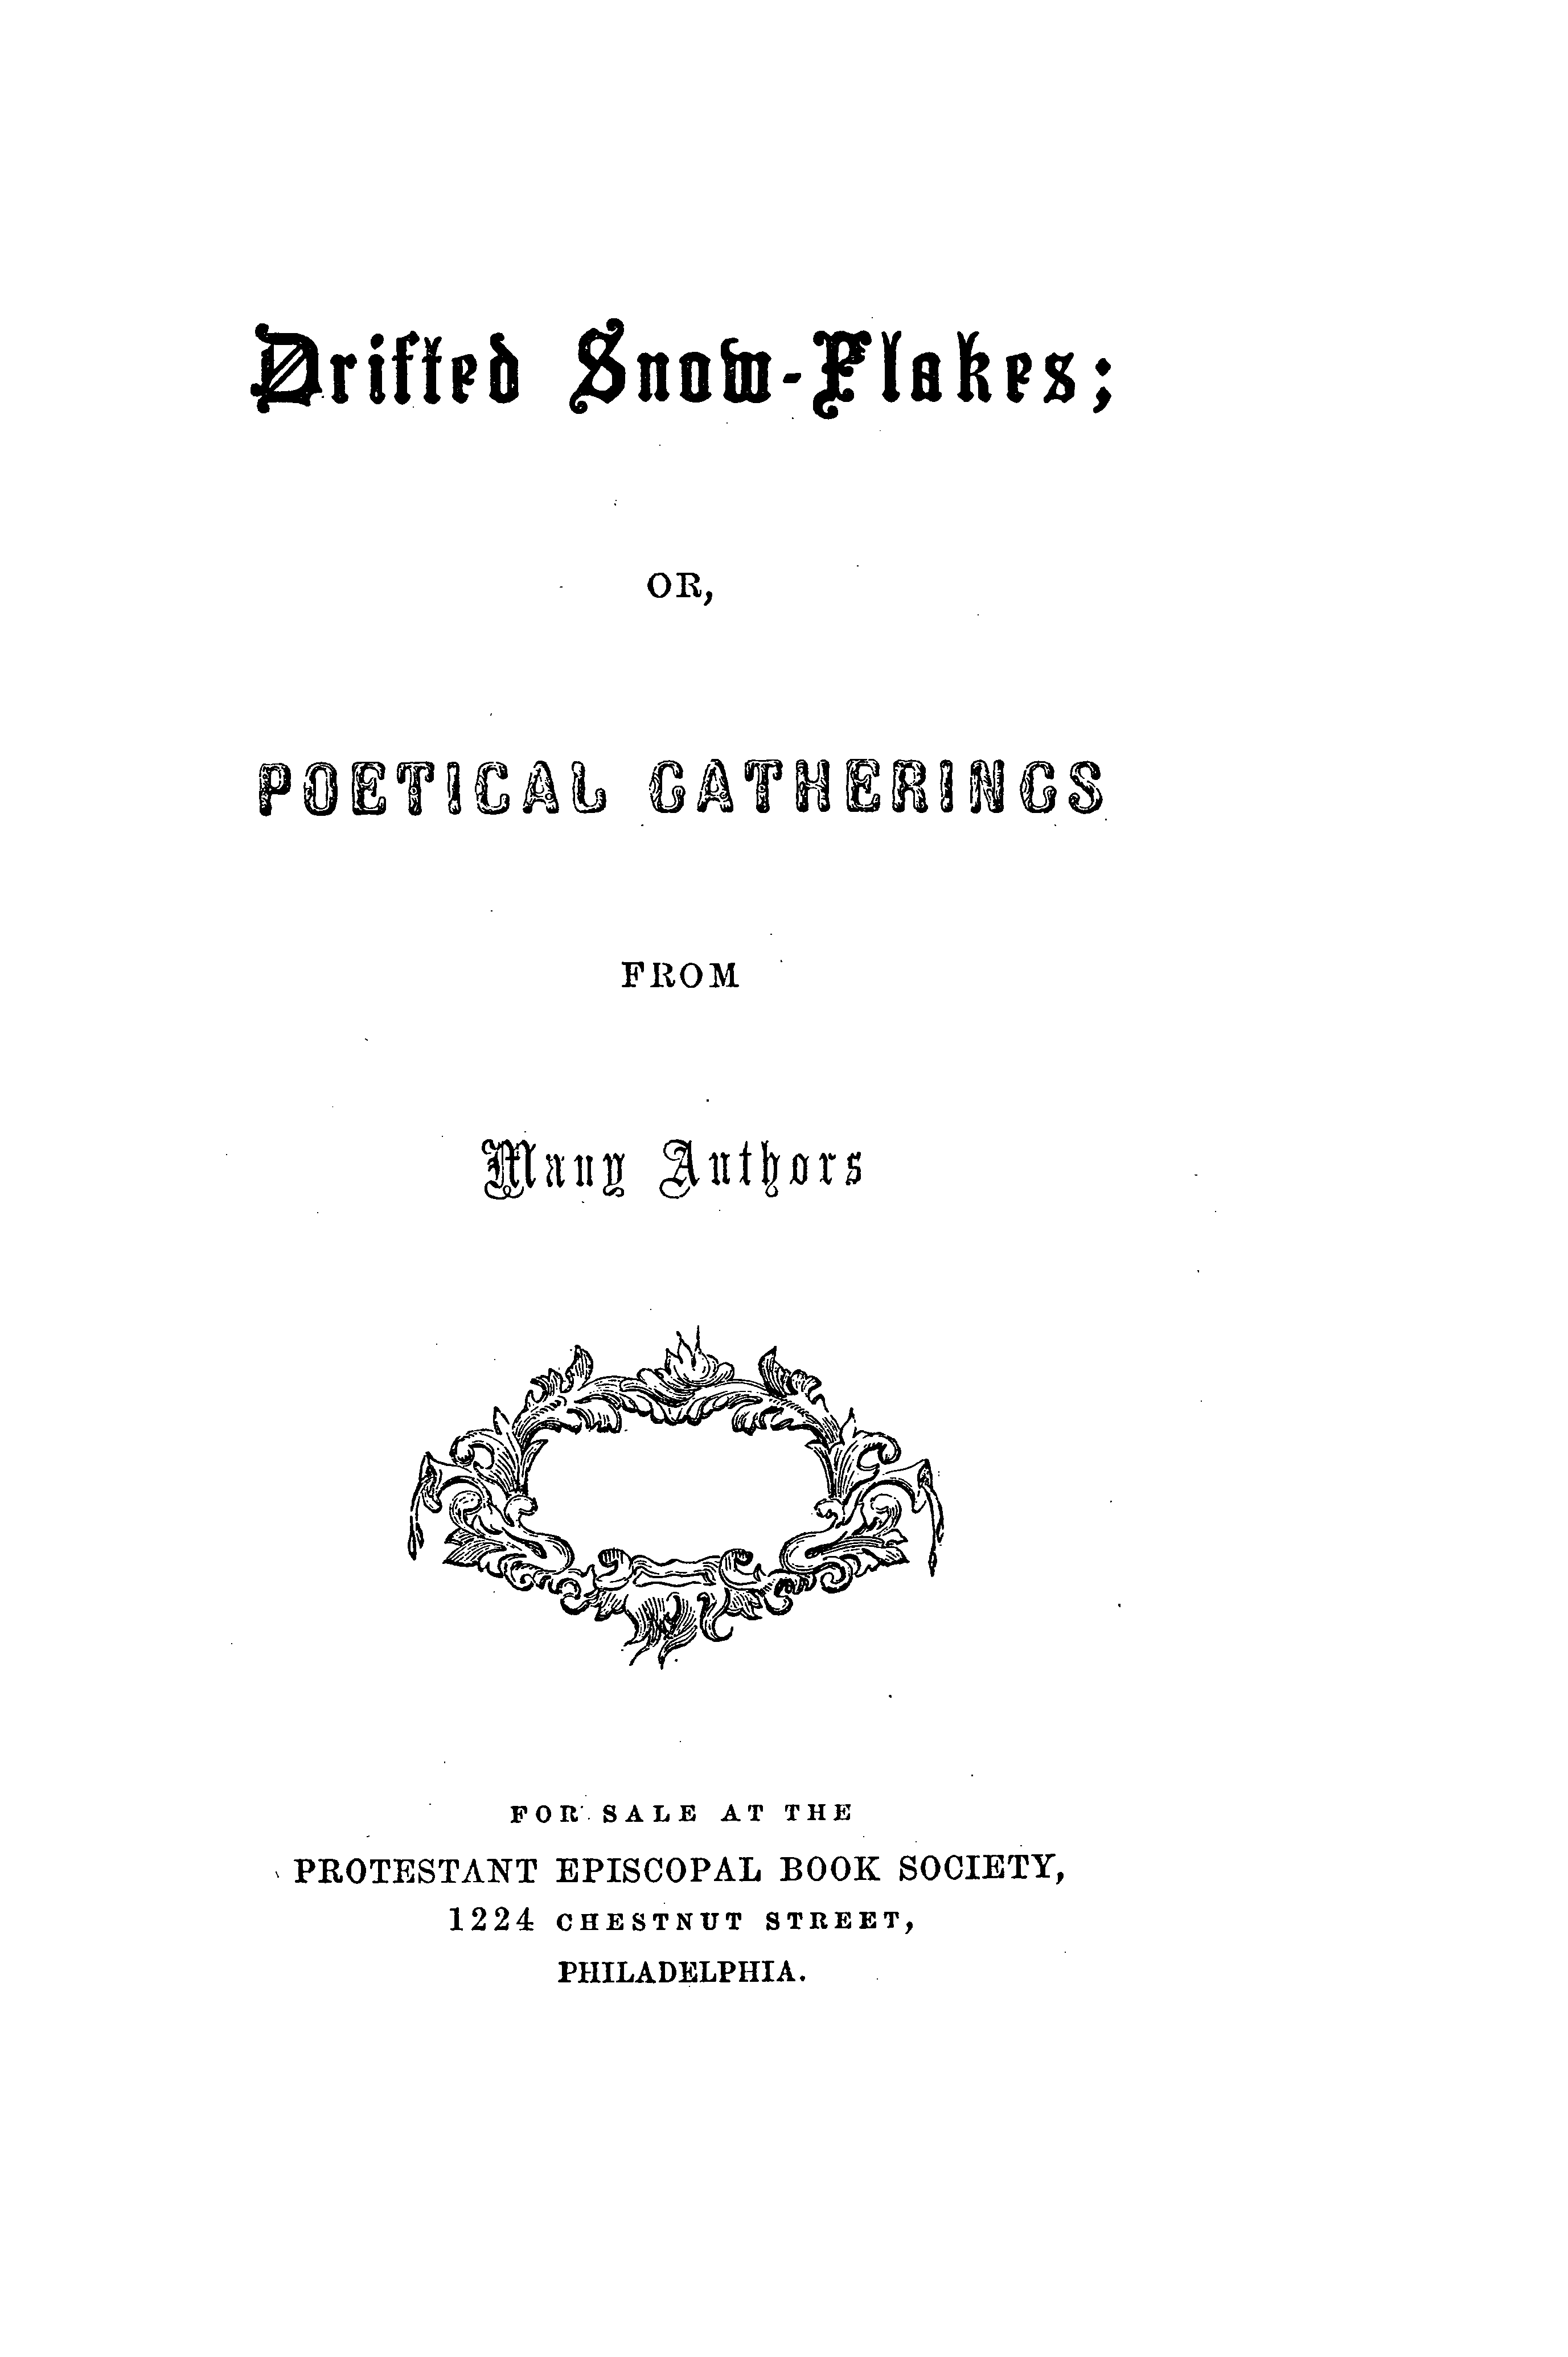 Drifted Snow-Flakes;
OR,
POETICAL GATHERINGS
FROM
Many Authors
FOR SALE AT THE
PROTESTANT EPISCOPAL BOOK SOCIETY,
1224 CHESTNUT STREET,
PHILADELPHIA.